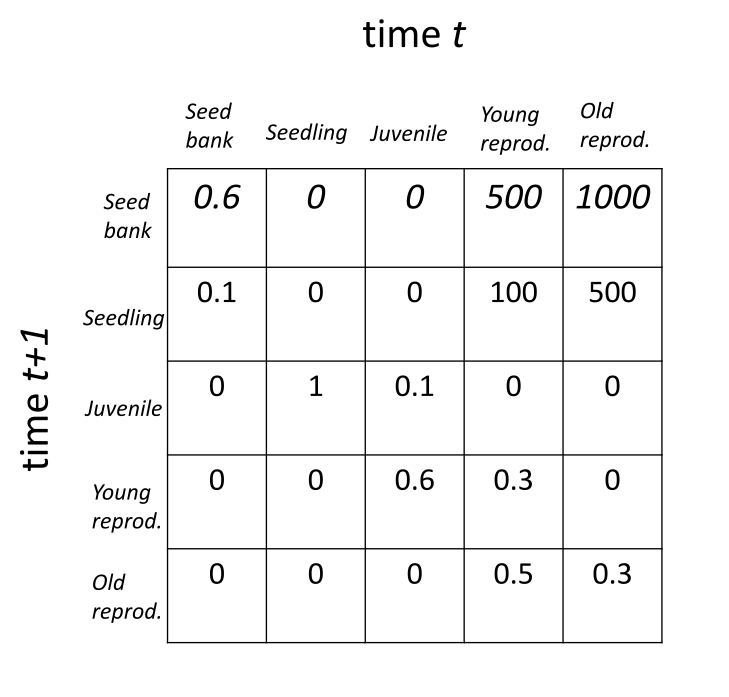 time t
Seed
bank
Seedling
Juvenile
Young
reprod.
Old
reprod.
Seed
bank
0.6 0 0 500 1000
Seedling
0.1 0 0 100 500
Juvenile
0 1 0.1 0 0
Young
reprod.
0 0 0.6 0.3 0
Old
reprod.
0 0 0 0.5 0.3
time t+1